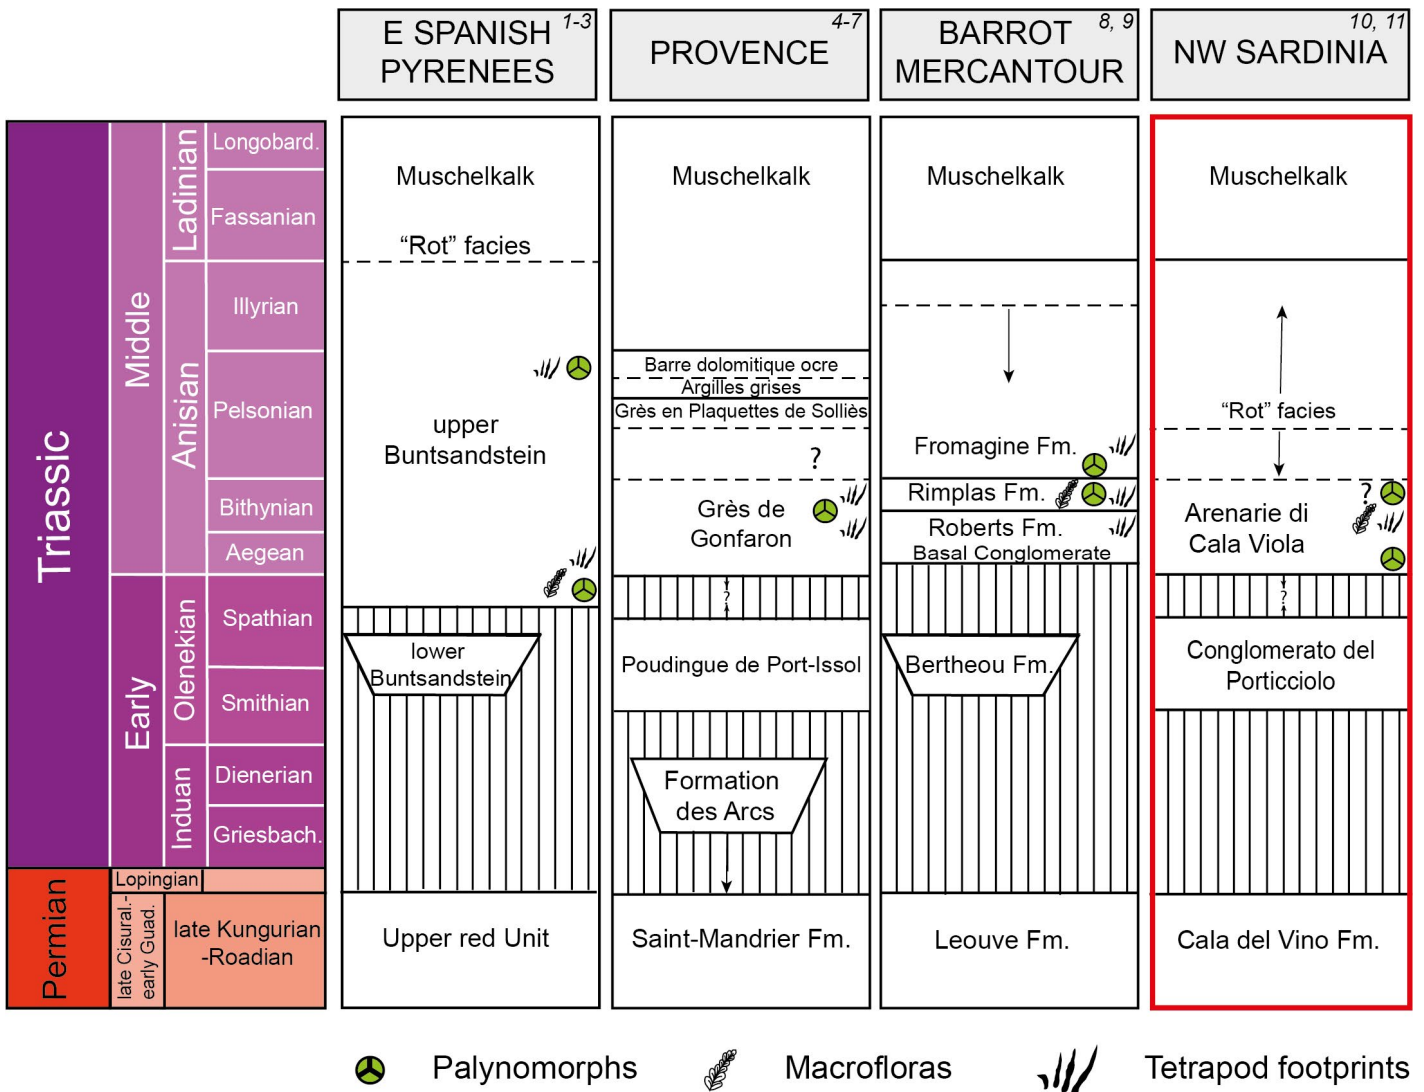 E SPANISH
PYRENEES
1-3
PROVENCE
4-7
BARROT
MERCANTOUR
8, 9
NW SARDINIA
10, 11
Triassic
Middle
Early
Ladinian
Anisian
Olenekian
Induan
Longobard.
Fassanian
Illyrian
Pelsonian
Bithynian
Aegean
Spathian
Smithian
Dienerian
Griesbach.
Permian
Lopingian
late Cisural.-
early Guad.
late Kungurian
-Roadian
Muschelkalk
“Rot” facies
upper
Buntsandstein
lower
Buntsandstein
Upper red Unit
Muschelkalk
Barre dolomitique ocre
Argilles grises
Grès en Plaquettes de Solliès
?
Grès de
Gonfaron
?
Poudingue de Port-Issol
Formation
des Arcs
Saint-Mandrier Fm.
Muschelkalk
Fromagine Fm.
Rimplas Fm.
Roberts Fm.
Basal Conglomerate
Bertheou Fm.
Leouve Fm.
Muschelkalk
“Rot” facies
?
Arenarie di
Cala Viola
?
Conglomerato del
Porticciolo
Cala del Vino Fm.
Palynomorphs
Macrofloras
Tetrapod footprints